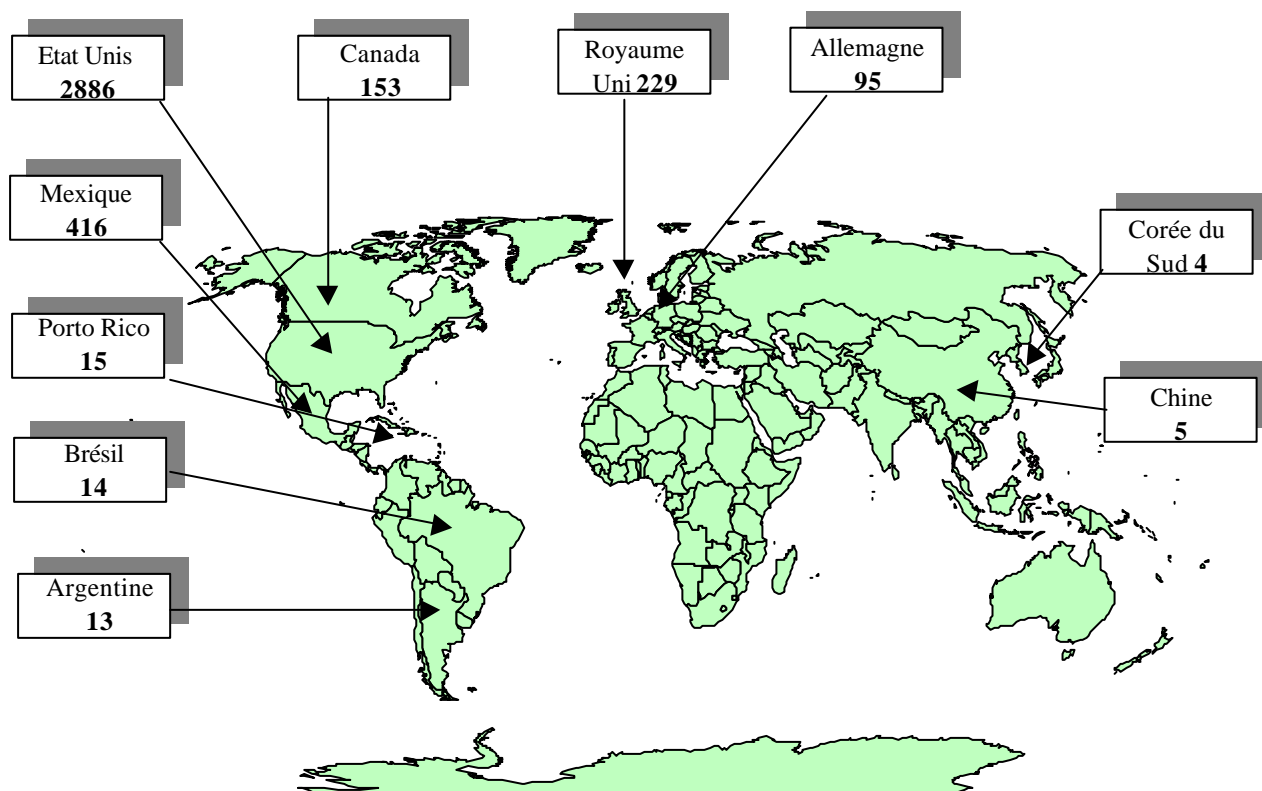 Etat Unis
2886
Canada
153
Royaume
Uni 229
Allemagne
95
Mexique
416
Corée du
Sud 4
Porto Rico
15
Chine
5
Brésil
14
Argentine
13